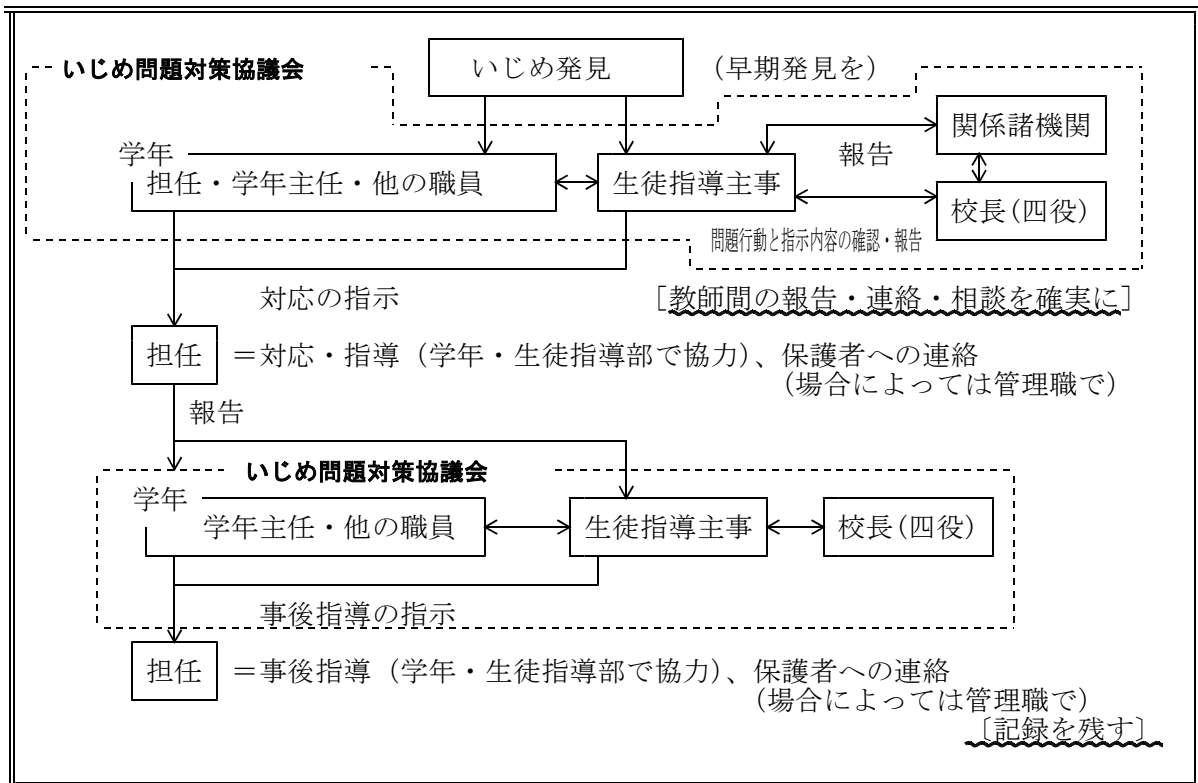 いじめ問題対策協議会
いじめ発見
(早期発見を)
関係諸機関
学年
報告
担任・学年主任・他の職員
生徒指導主事
校長(四役)
問題行動と指示内容の確認・報告
対応の指示
[教師間の報告・連絡・相談を確実に]
担任
=対応・指導(学年・生徒指導部で協力)、保護者への連絡
(場合によっては管理職で)
報告
いじめ問題対策協議会
学年
学年主任・他の職員
生徒指導主事
校長(四役)
事後指導の指示
担任
=事後指導(学年・生徒指導部で協力)、保護者への連絡
(場合によっては管理職で)
〔記録を残す〕